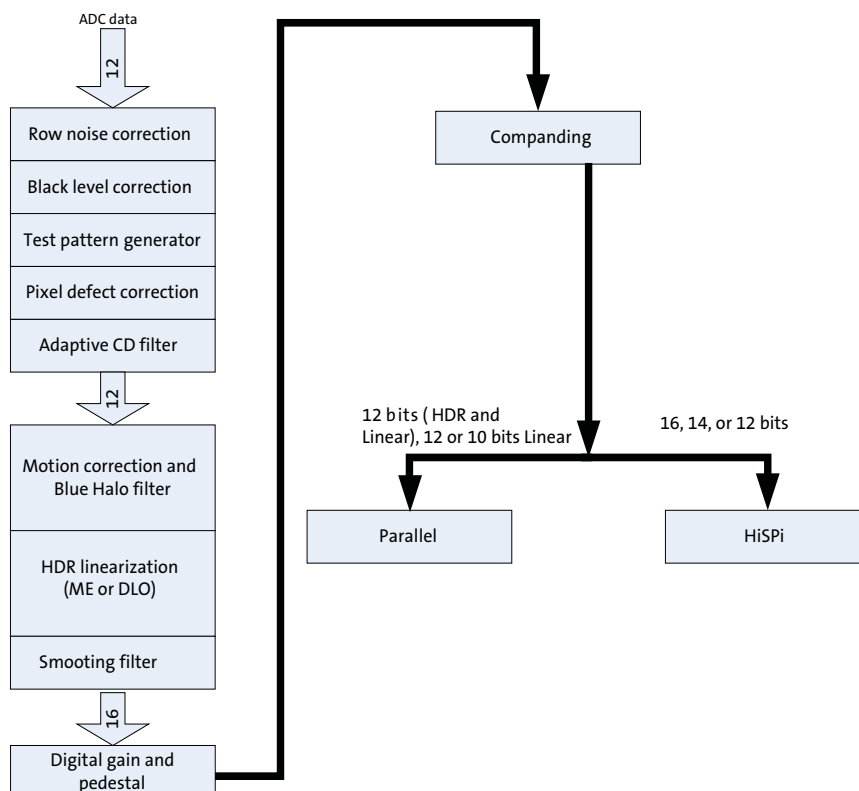 ADC data
12
Row noise correction
Black level correction
Test pattern generator
Pixel defect correction
Adaptive CD filter
12
Motion correction and
Blue Halo filter
HDR linearization
(ME or DLO)
Smooting filter
16
Digital gain and
pedestal
Companding
12 bits ( HDR and
Linear), 12 or 10 bits Linear
16, 14, or 12 bits
Parallel
HiSPi